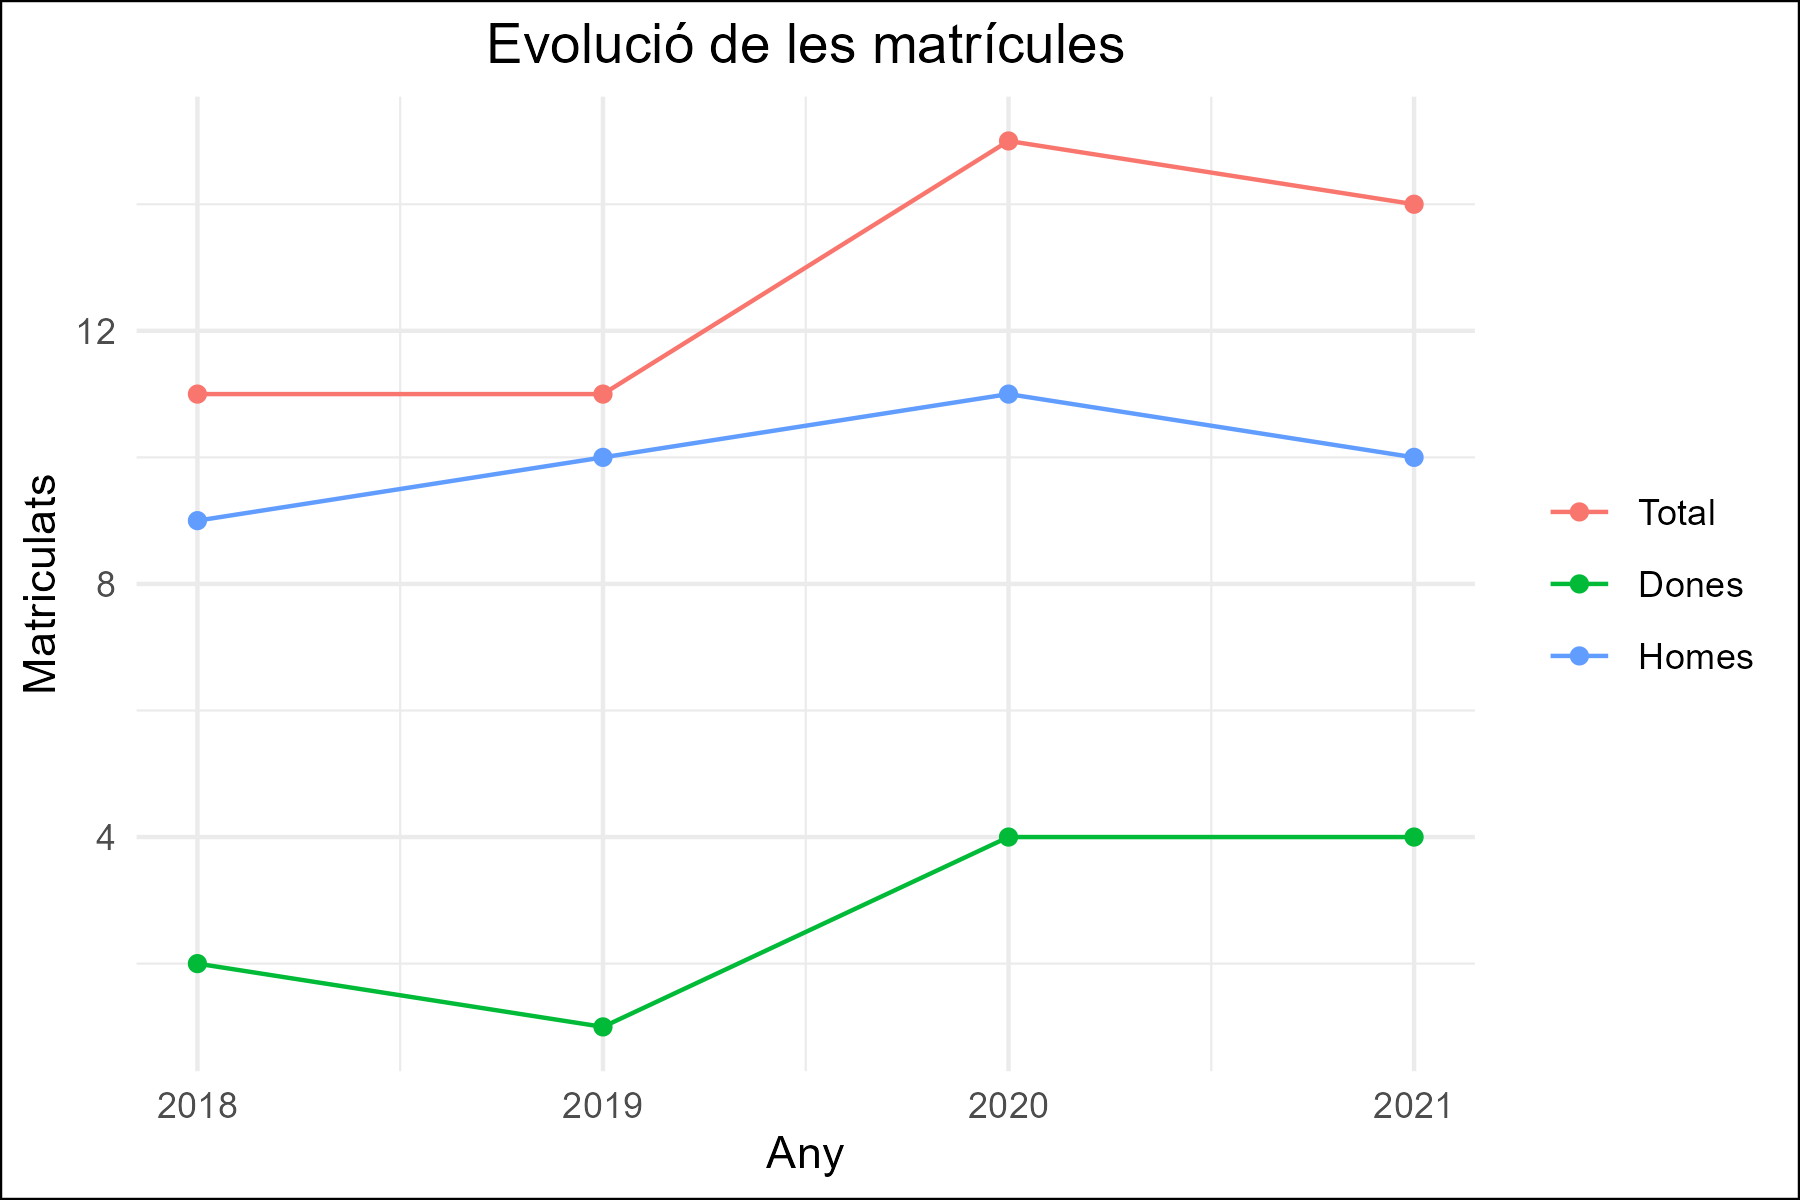 Evolució de les matrícules
Matriculats
12
8
4
2018
2019
2020
2021
Any
Total
Dones
Homes